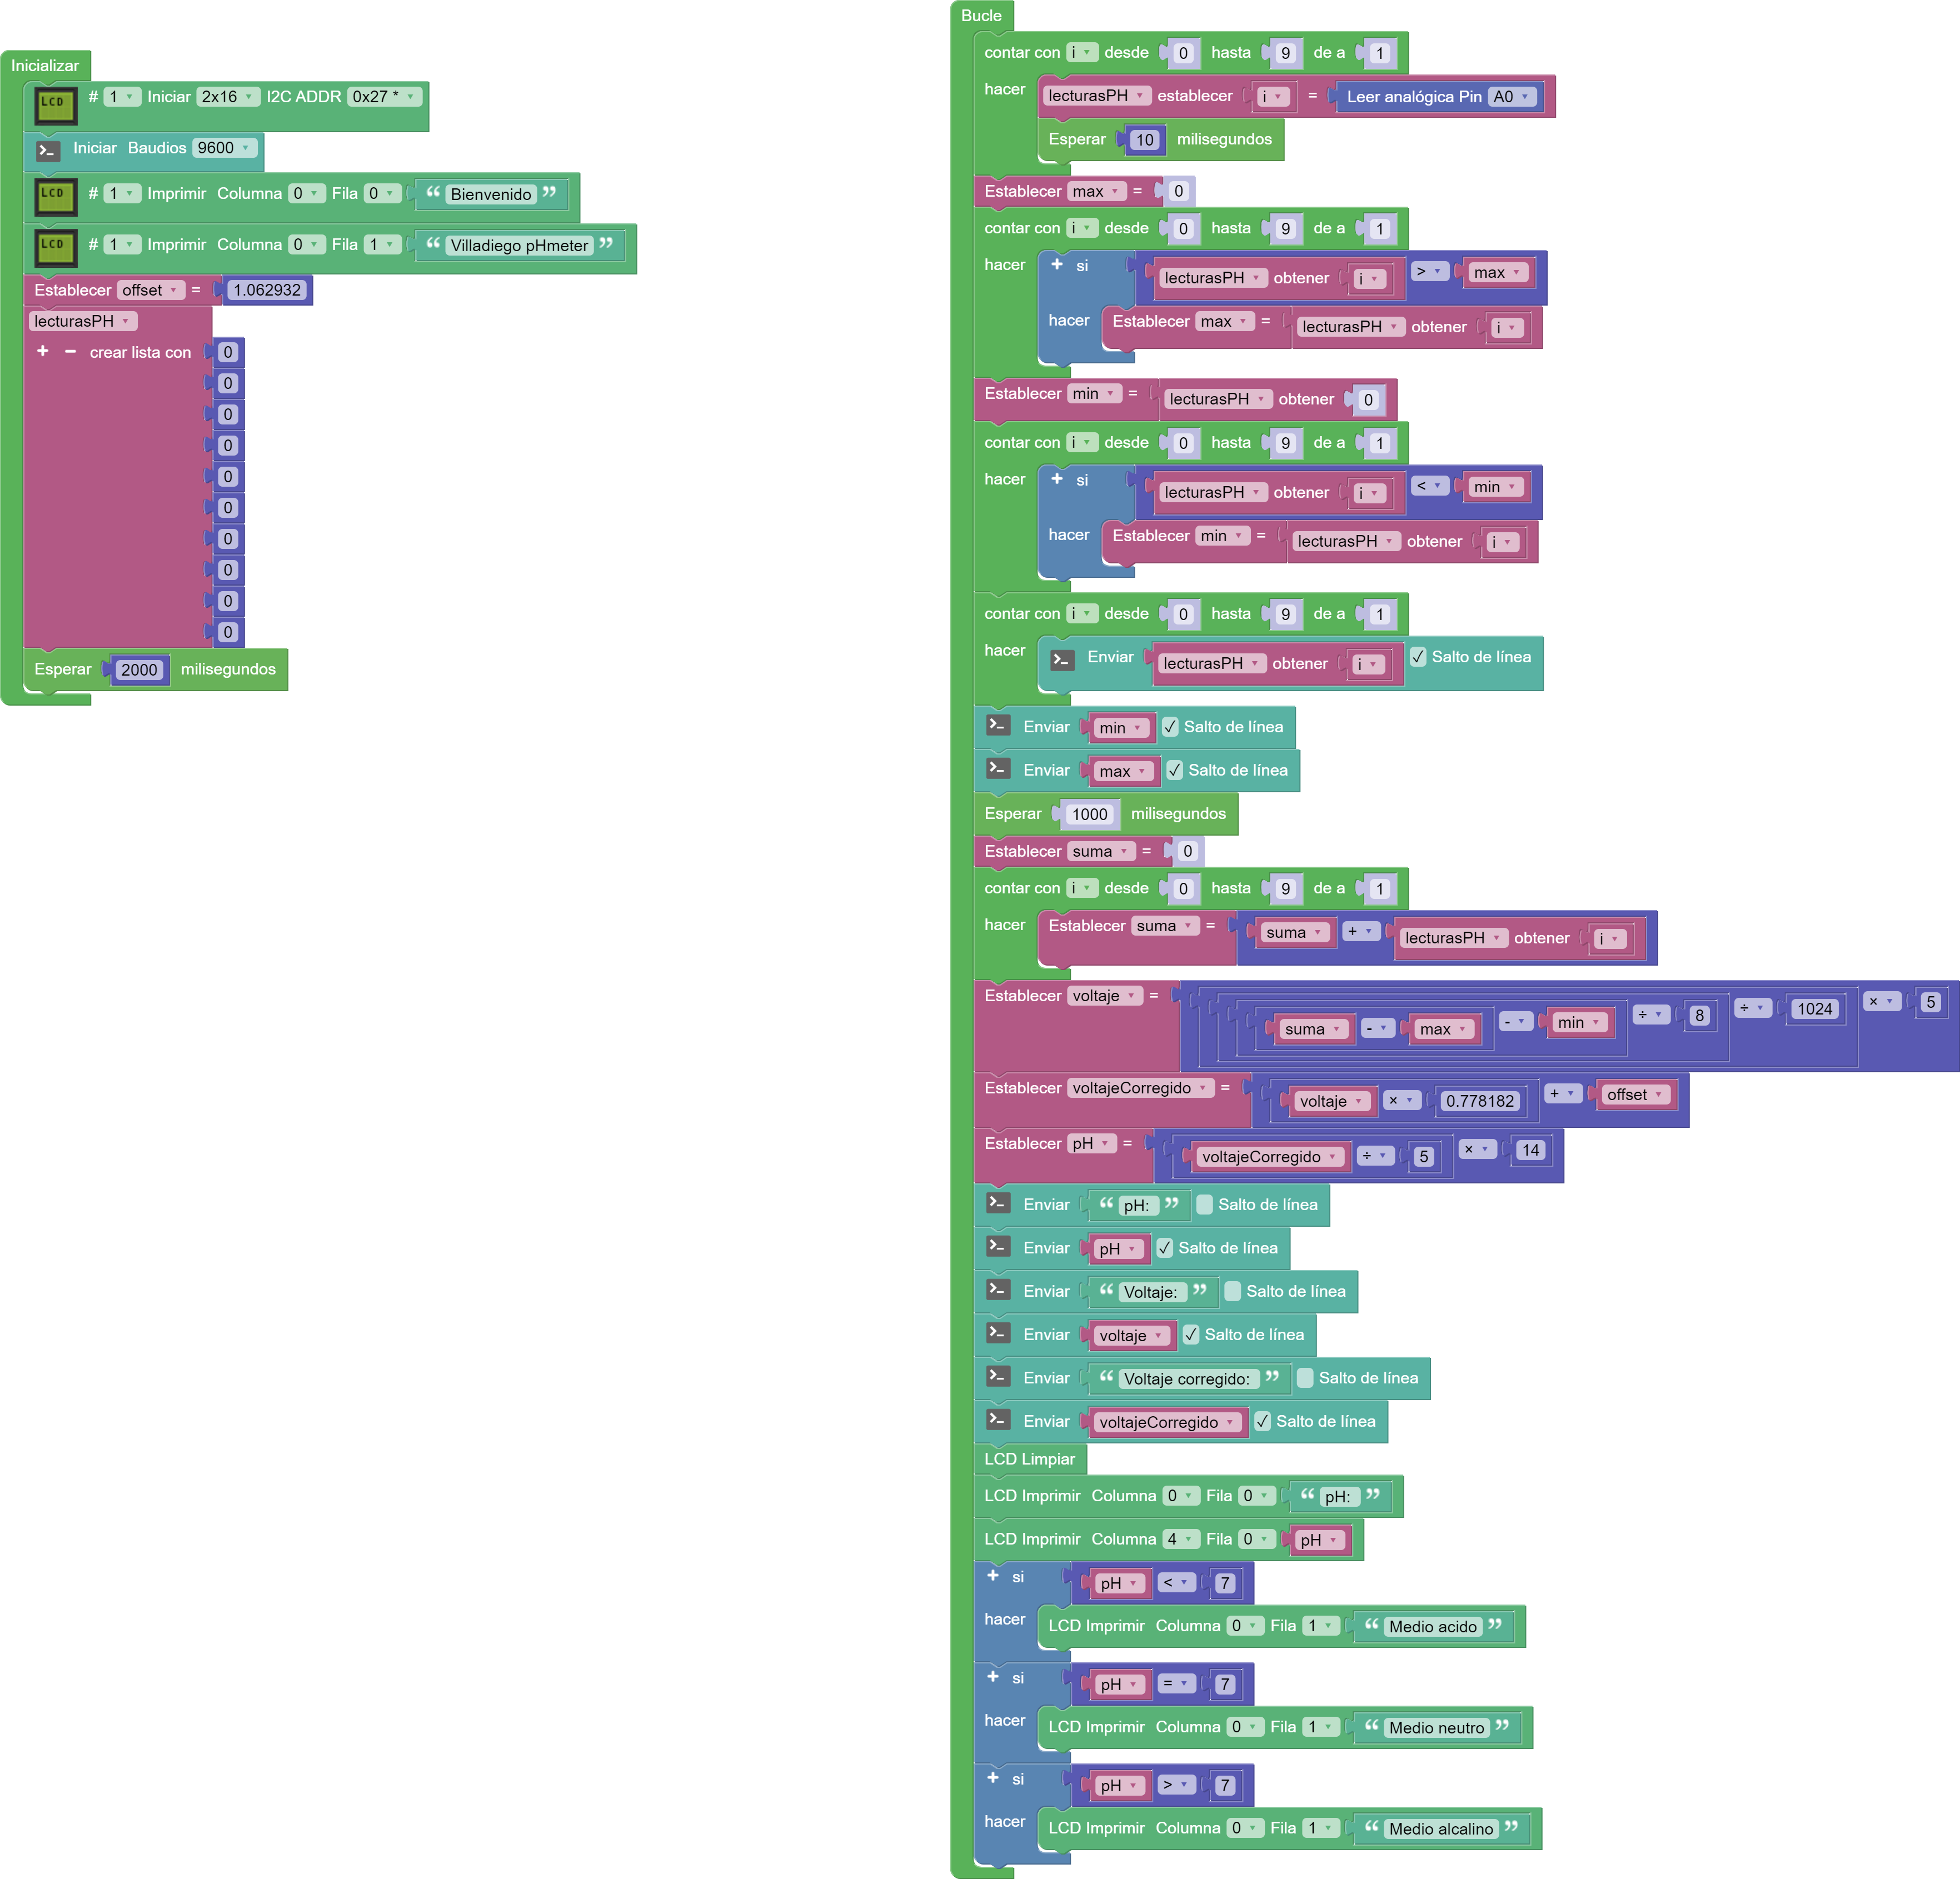 Inicializar
LCD # 1 Iniciar 2x16 I2C ADDR 0x27 *
>_ Iniciar Baudios 9600
LCD # 1 Imprimir Columna 0 Fila 0 “ Bienvenido ”
LCD # 1 Imprimir Columna 0 Fila 1 “ Villadiego pHmeter ”
Establecer offset = 1.062932
lecturasPH
+ − crear lista con 0
0
0
0
0
0
0
0
0
0
Esperar 2000 milisegundos
Bucle
contar con i desde 0 hasta 9 de a 1
hacer lecturasPH establecer i = Leer analógica Pin A0
Esperar 10 milisegundos
Establecer max = 0
contar con i desde 0 hasta 9 de a 1
hacer + si lecturasPH obtener i > max
hacer Establecer max = lecturasPH obtener i
Establecer min = lecturasPH obtener 0
contar con i desde 0 hasta 9 de a 1
hacer + si lecturasPH obtener i < min
hacer Establecer min = lecturasPH obtener i
contar con i desde 0 hasta 9 de a 1
hacer >_ Enviar lecturasPH obtener i ✓ Salto de línea
>_ Enviar min ✓ Salto de línea
>_ Enviar max ✓ Salto de línea
Esperar 1000 milisegundos
Establecer suma = 0
contar con i desde 0 hasta 9 de a 1
hacer Establecer suma = suma + lecturasPH obtener i
Establecer voltaje = suma - max - min ÷ 8 ÷ 1024 × 5
Establecer voltajeCorregido = voltaje × 0.778182 + offset
Establecer pH = voltajeCorregido ÷ 5 × 14
>_ Enviar “ pH: ” Salto de línea
>_ Enviar pH ✓ Salto de línea
>_ Enviar “ Voltaje: ” Salto de línea
>_ Enviar voltaje ✓ Salto de línea
>_ Enviar “ Voltaje corregido: ” Salto de línea
>_ Enviar voltajeCorregido ✓ Salto de línea
LCD Limpiar
LCD Imprimir Columna 0 Fila 0 “ pH: ”
LCD Imprimir Columna 4 Fila 0 pH
+ si pH < 7
hacer LCD Imprimir Columna 0 Fila 1 “ Medio acido ”
+ si pH = 7
hacer LCD Imprimir Columna 0 Fila 1 “ Medio neutro ”
+ si pH > 7
hacer LCD Imprimir Columna 0 Fila 1 “ Medio alcalino ”